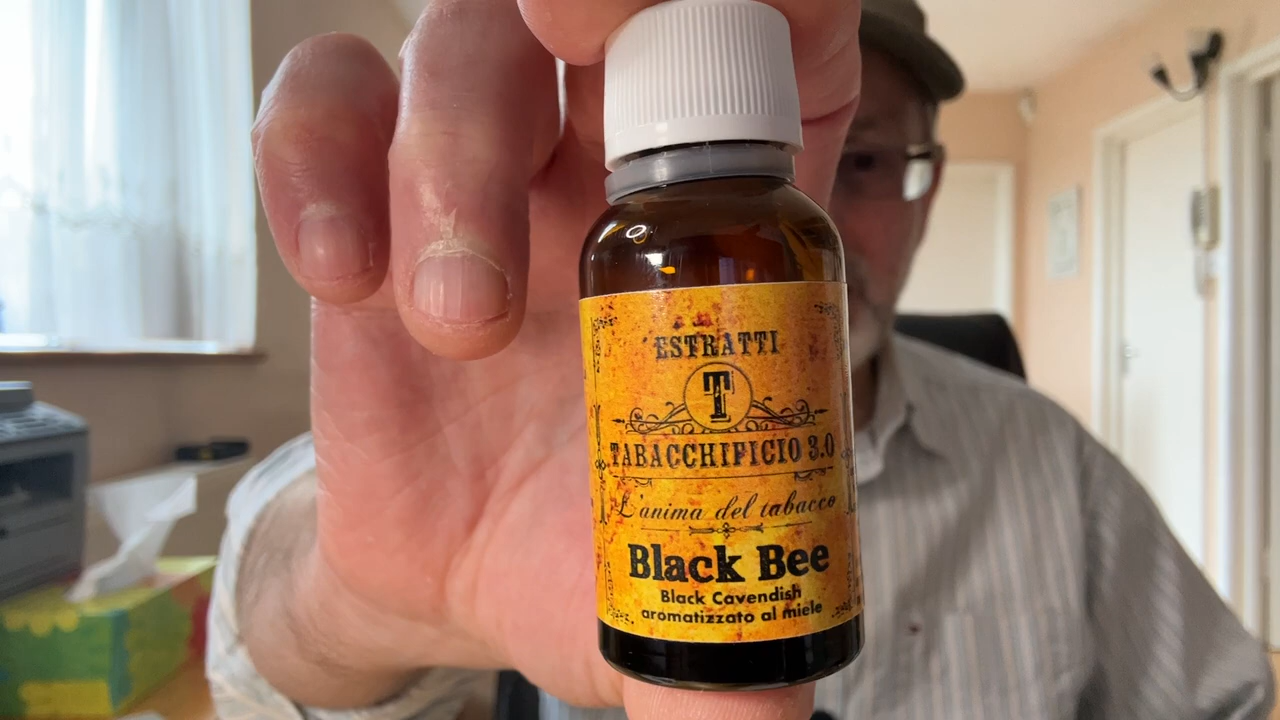 ESTRATTI
T
TABACCHIFICIO 3.0
L'anima del tabacco
Black Bee
Black Cavendish
aromatizzato al miele